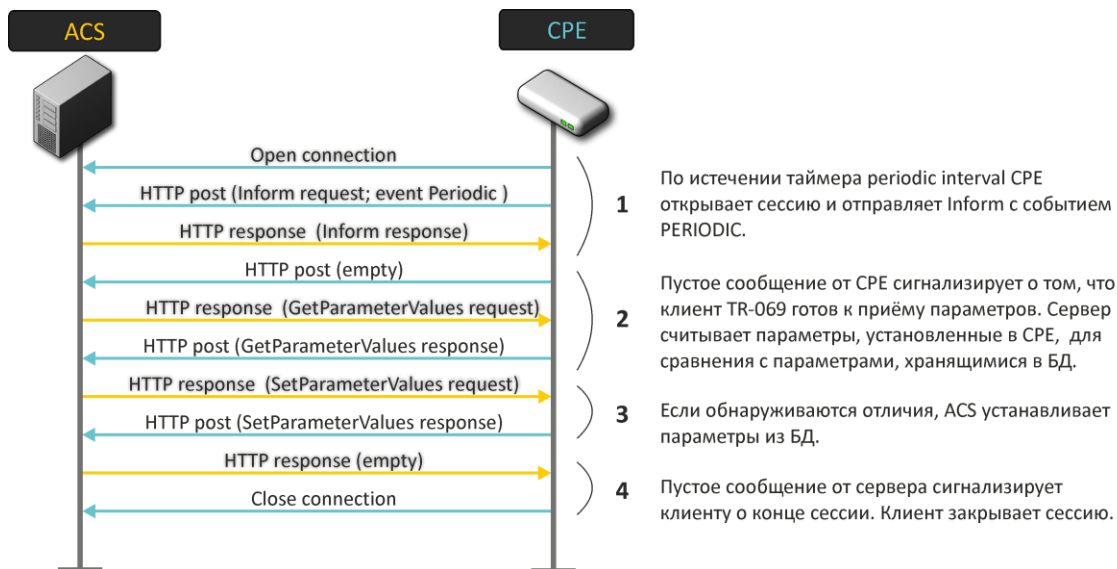 ACS
CPE
Open connection
HTTP post (Inform request; event Periodic )
HTTP response  (Inform response)
1
По истечении таймера periodic interval CPE
открывает сессию и отправляет Inform с событием
PERIODIC.
HTTP post (empty)
HTTP response  (GetParameterValues request)
HTTP post (GetParameterValues response)
2
Пустое сообщение от CPE сигнализирует о том, что
клиент TR-069 готов к приёму параметров. Сервер
считывает параметры, установленные в CPE,  для
сравнения с параметрами, хранящимися в БД.
HTTP response  (SetParameterValues request)
HTTP post (SetParameterValues response)
3
Если обнаруживаются отличия, ACS устанавливает
параметры из БД.
HTTP response (empty)
Close connection
4
Пустое сообщение от сервера сигнализирует
клиенту о конце сессии. Клиент закрывает сессию.